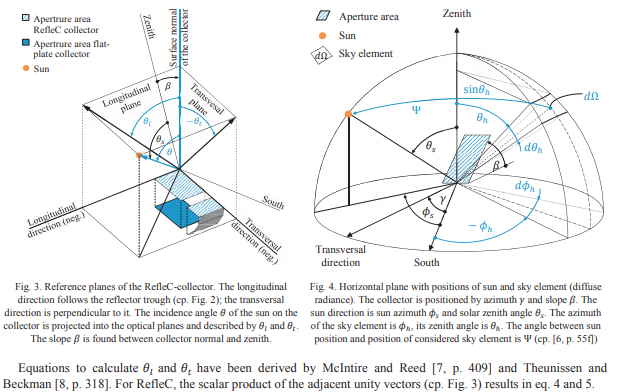 Apertrure area
RefleC collector
Apertrure area flat-
plate collector
Sun
Zenith
Surface normal
of the collector
β
Longitudinal
plane
Transversal
plane
θl
θs
−θt
θ
Longitudinal
direction (neg.)
South
Transversal
direction (neg.)
Aperture area
Sun
dΩ Sky element
Zenith
sinθh
dΩ
Ψ
θh
θs
dθh
β
dϕh
ϕs
γ
−ϕh
Transversal
direction
South
Fig. 3. Reference planes of the RefleC-collector. The longitudinal
direction follows the reflector trough (cp. Fig. 2); the transversal
direction is perpendicular to it. The incidence angle θ of the sun on the
collector is projected into the optical planes and described by θl and θt.
The slope β is found between collector normal and zenith.
Fig. 4. Horizontal plane with positions of sun and sky element (diffuse
radiance). The collector is positioned by azimuth γ and slope β. The
sun direction is sun azimuth ϕs and solar zenith angle θs. The azimuth
of the sky element is ϕh, its zenith angle is θh. The angle between sun
position and position of considered sky element is Ψ (cp. [6, p. 55f])
Equations to calculate θl and θt have been derived by McIntire and Reed [7, p. 409] and Theunissen and
Beckman [8, p. 318]. For RefleC, the scalar product of the adjacent unity vectors (cp. Fig. 3) results in eq. 4 and 5.